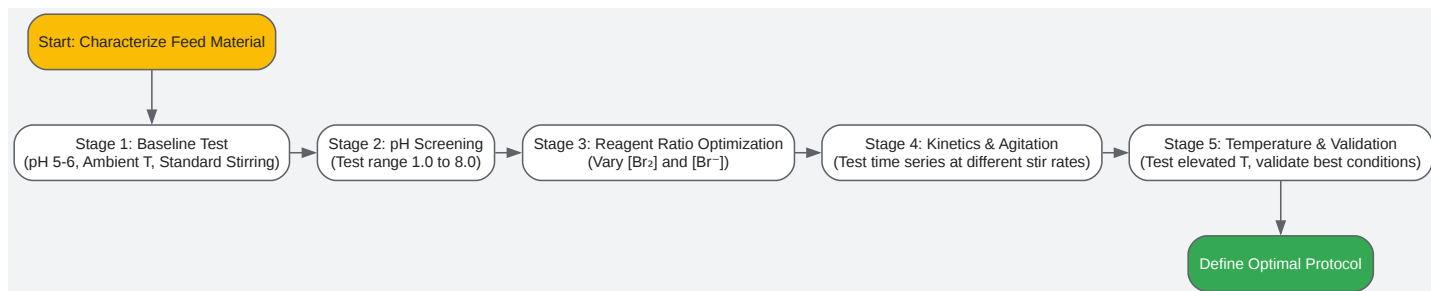 Start: Characterize Feed Material
Stage 1: Baseline Test
(pH 5-6, Ambient T, Standard Stirring)
Stage 2: pH Screening
(Test range 1.0 to 8.0)
Stage 3: Reagent Ratio Optimization
(Vary [Br₂] and [Br⁻])
Stage 4: Kinetics & Agitation
(Test time series at different stir rates)
Stage 5: Temperature & Validation
(Test elevated T, validate best conditions)
Define Optimal Protocol